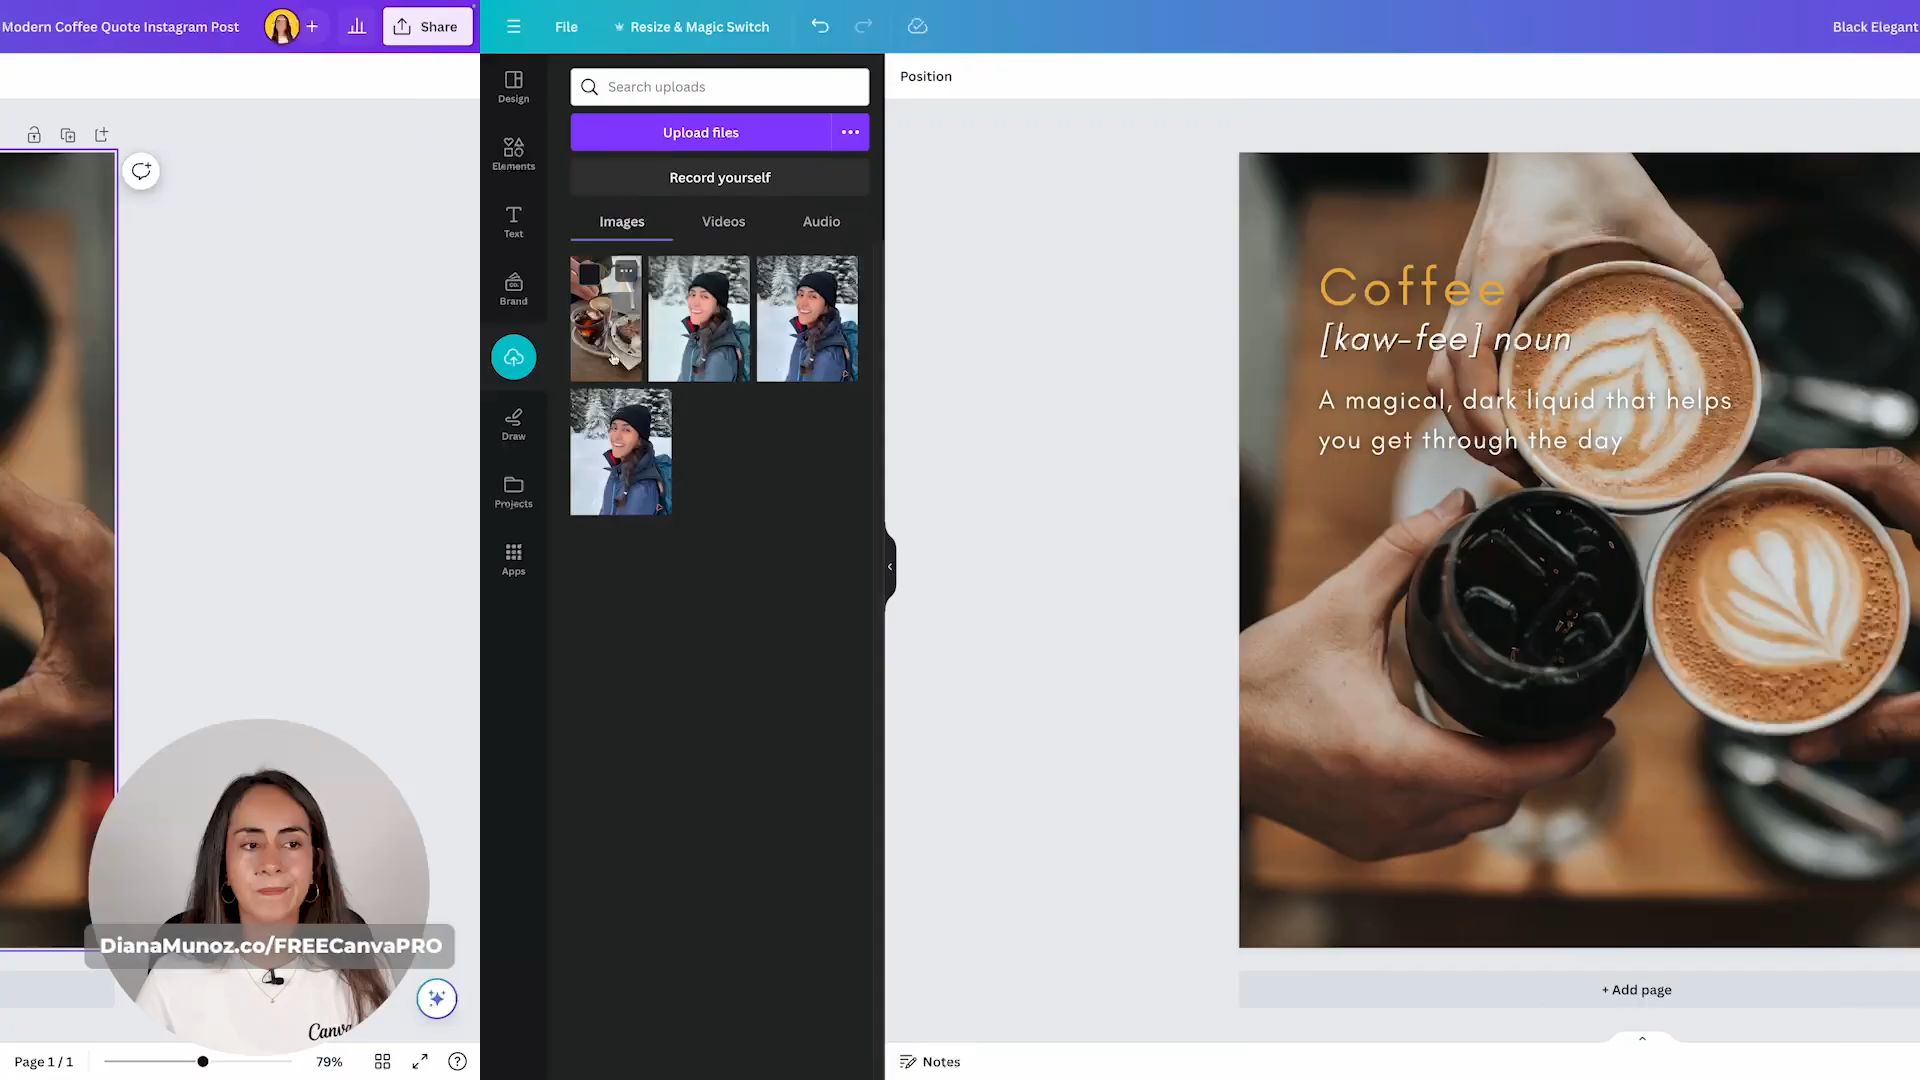 Modern Coffee Quote Instagram Post
Share
File
Resize & Magic Switch
Black Elegant
Position
Design
Elements
Text
Brand
Draw
Projects
Apps
Search uploads
Upload files
Record yourself
Images
Videos
Audio
Coffee
[kaw-fee] noun
A magical, dark liquid that helps
you get through the day
+ Add page
Notes
DianaMunoz.co/FREECanvaPRO
Canva
Page 1 / 1
79%